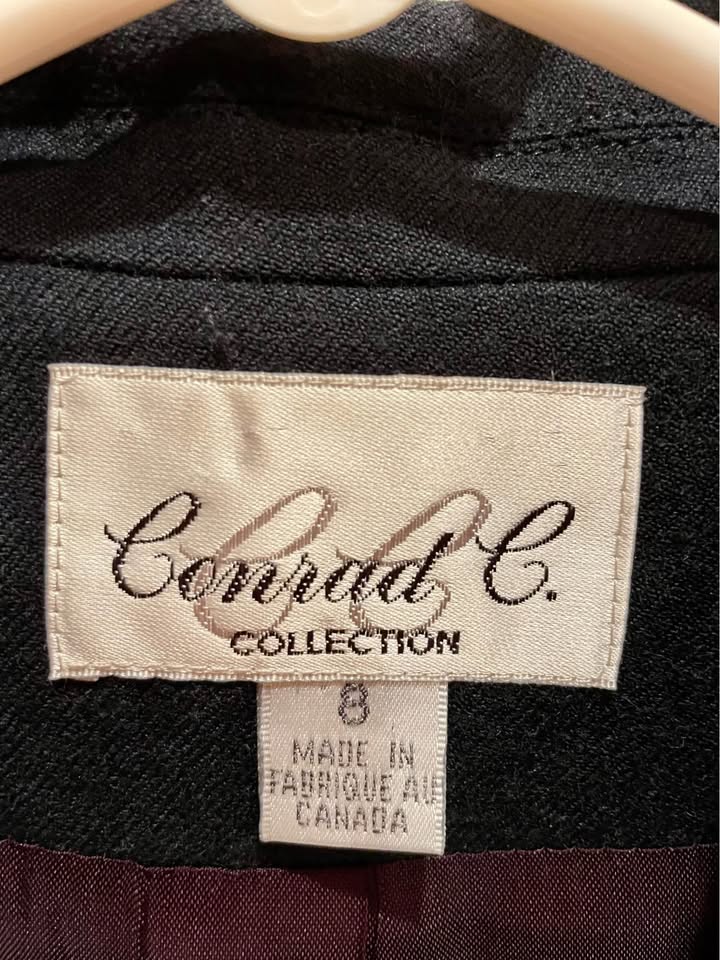 Conrad C.
COLLECTION
8
MADE IN
FABRIQUE AU
CANADA